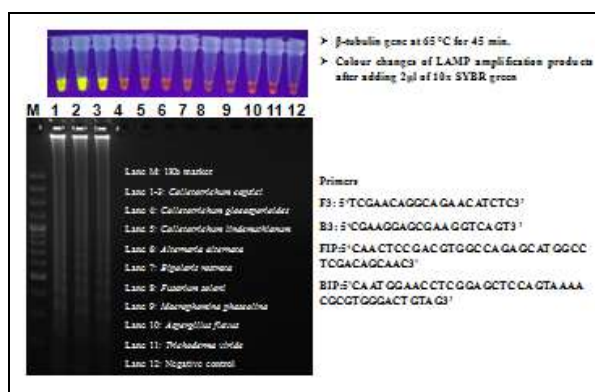 β-tubulin gene at 65 °C for 45 min.
Colour changes of LAMP amplification products
after adding 2µl of 10x SYBR green
M 1 2 3 4 5 6 7 8 9 10 11 12
Lane M: 1Kb marker
Lane 1-3: Colletotrichum capsici
Lane 4: Colletotrichum gloeosporioides
Lane 5: Colletotrichum lindemuthianum
Lane 6: Alternaria alternata
Lane 7: Bipolaris
Lane 8: Fusarium solani
Lane 9: Macrophomina phaseolina
Lane 10: Aspergillus flavus
Lane 11: Trichoderma viride
Lane 12: Negative control
Primers
F3: 5'TCGAACAGGCAGAACATCTC3'
B3: 5'CGAAGGAGCGAAGGTCAGT3'
FIP:5'CAACTCCGACGTGGCCAGAGCATGGCC
TCGACAGCAAC3'
BIP:5'CAATGGAACCTCGGAGCTCCAGTAAAA
CGCGTGGGACTGTAG3'